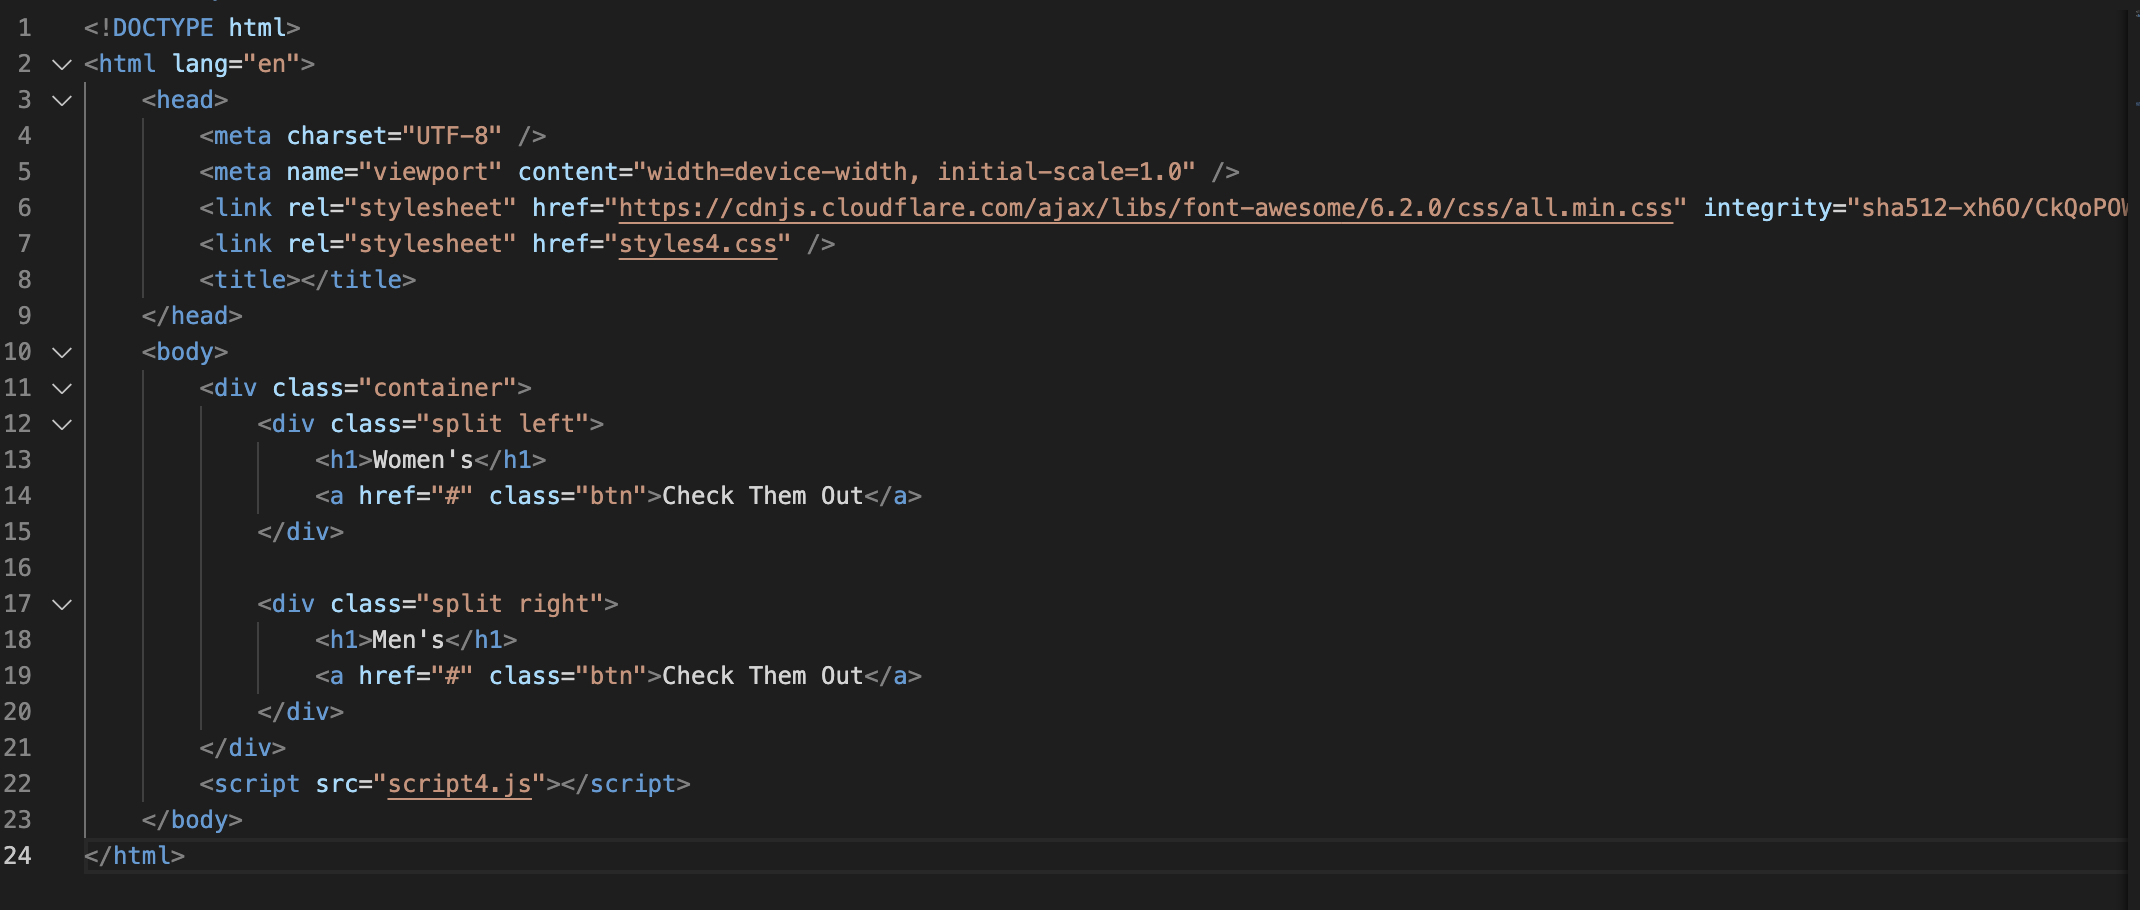 1 <!DOCTYPE html>
2 <html lang="en">
3 <head>
4 <meta charset="UTF-8" />
5 <meta name="viewport" content="width=device-width, initial-scale=1.0" />
6 <link rel="stylesheet" href="https://cdnjs.cloudflare.com/ajax/libs/font-awesome/6.2.0/css/all.min.css" integrity="sha512-xh6O/CkQoPOW
7 <link rel="stylesheet" href="styles4.css" />
8 <title></title>
9 </head>
10 <body>
11 <div class="container">
12 <div class="split left">
13 <h1>Women's</h1>
14 <a href="#" class="btn">Check Them Out</a>
15 </div>
16
17 <div class="split right">
18 <h1>Men's</h1>
19 <a href="#" class="btn">Check Them Out</a>
20 </div>
21 </div>
22 <script src="script4.js"></script>
23 </body>
24 </html>